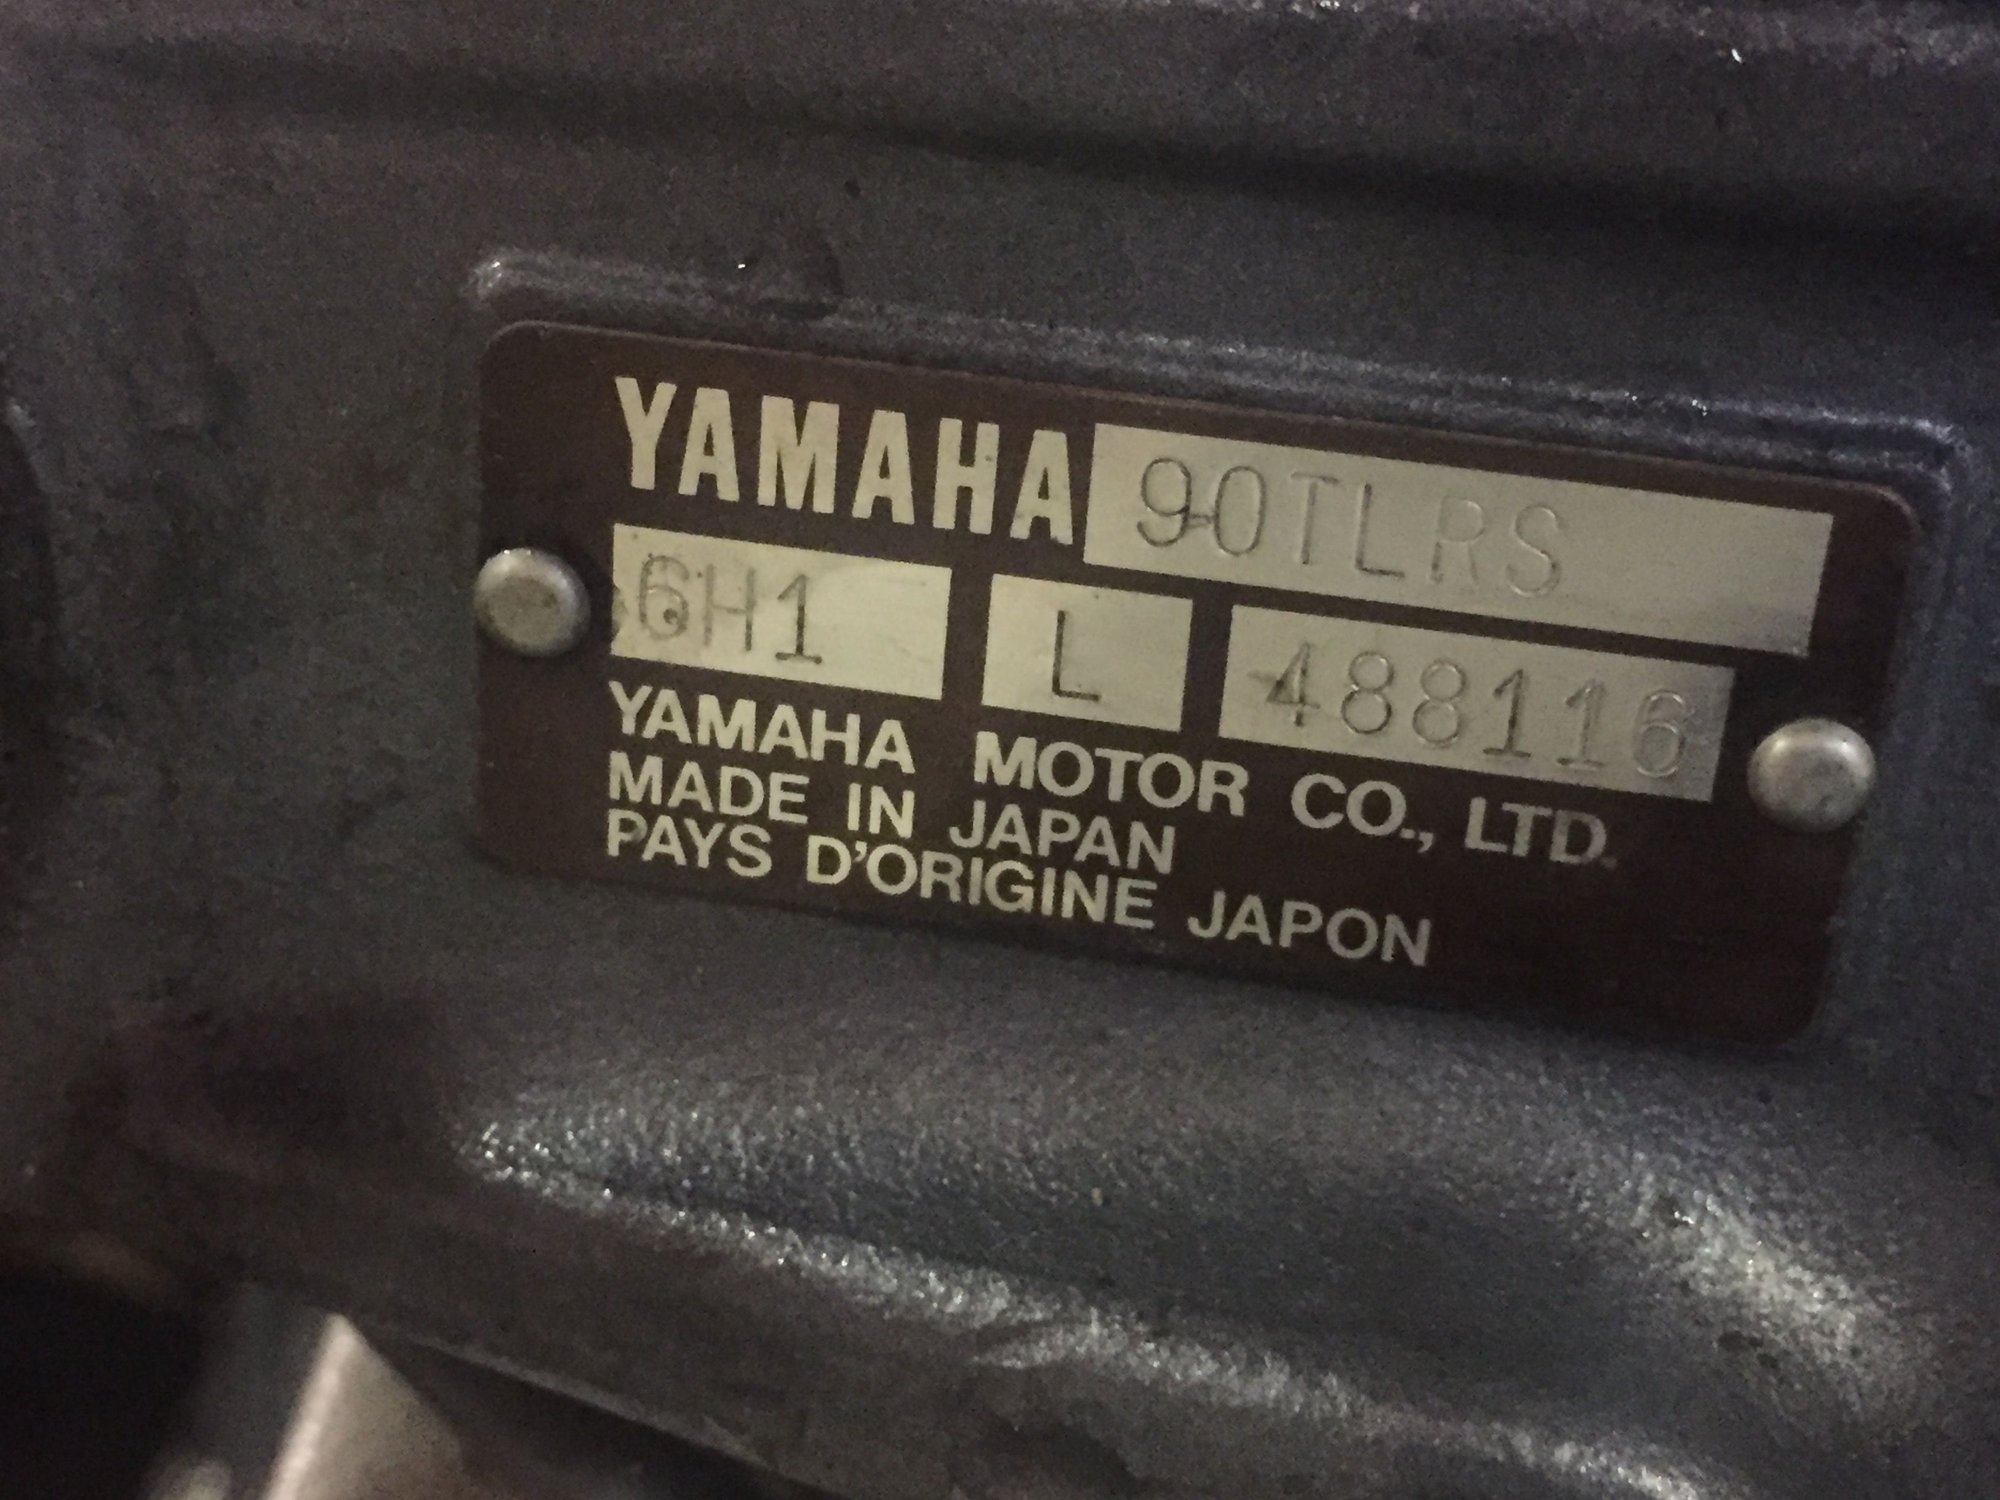 YAMAHA 90TLRS
6H1 L 488116
YAMAHA MOTOR CO., LTD.
MADE IN JAPAN
PAYS D'ORIGINE JAPON